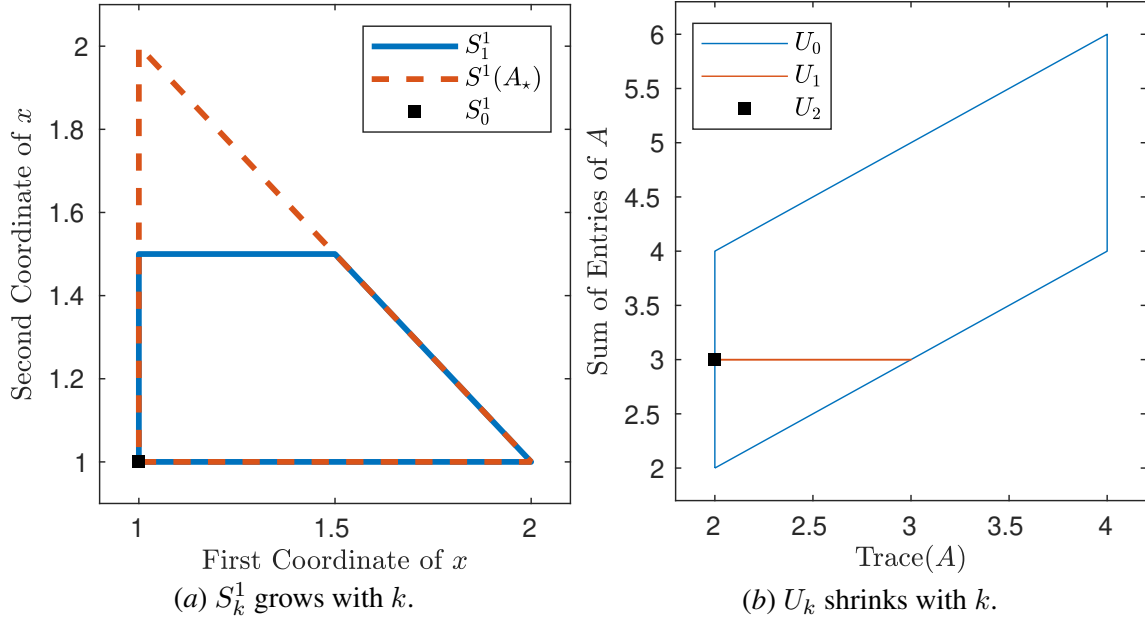 S_1^1
S^1(A_⋆)
S_0^1
2
1.8
1.6
1.4
1.2
1
Second Coordinate of x
1
1.5
2
First Coordinate of x
(a) S_k^1 grows with k.
U_0
U_1
U_2
6
5.5
5
4.5
4
3.5
3
2.5
2
Sum of Entries of A
2
2.5
3
3.5
4
Trace(A)
(b) U_k shrinks with k.